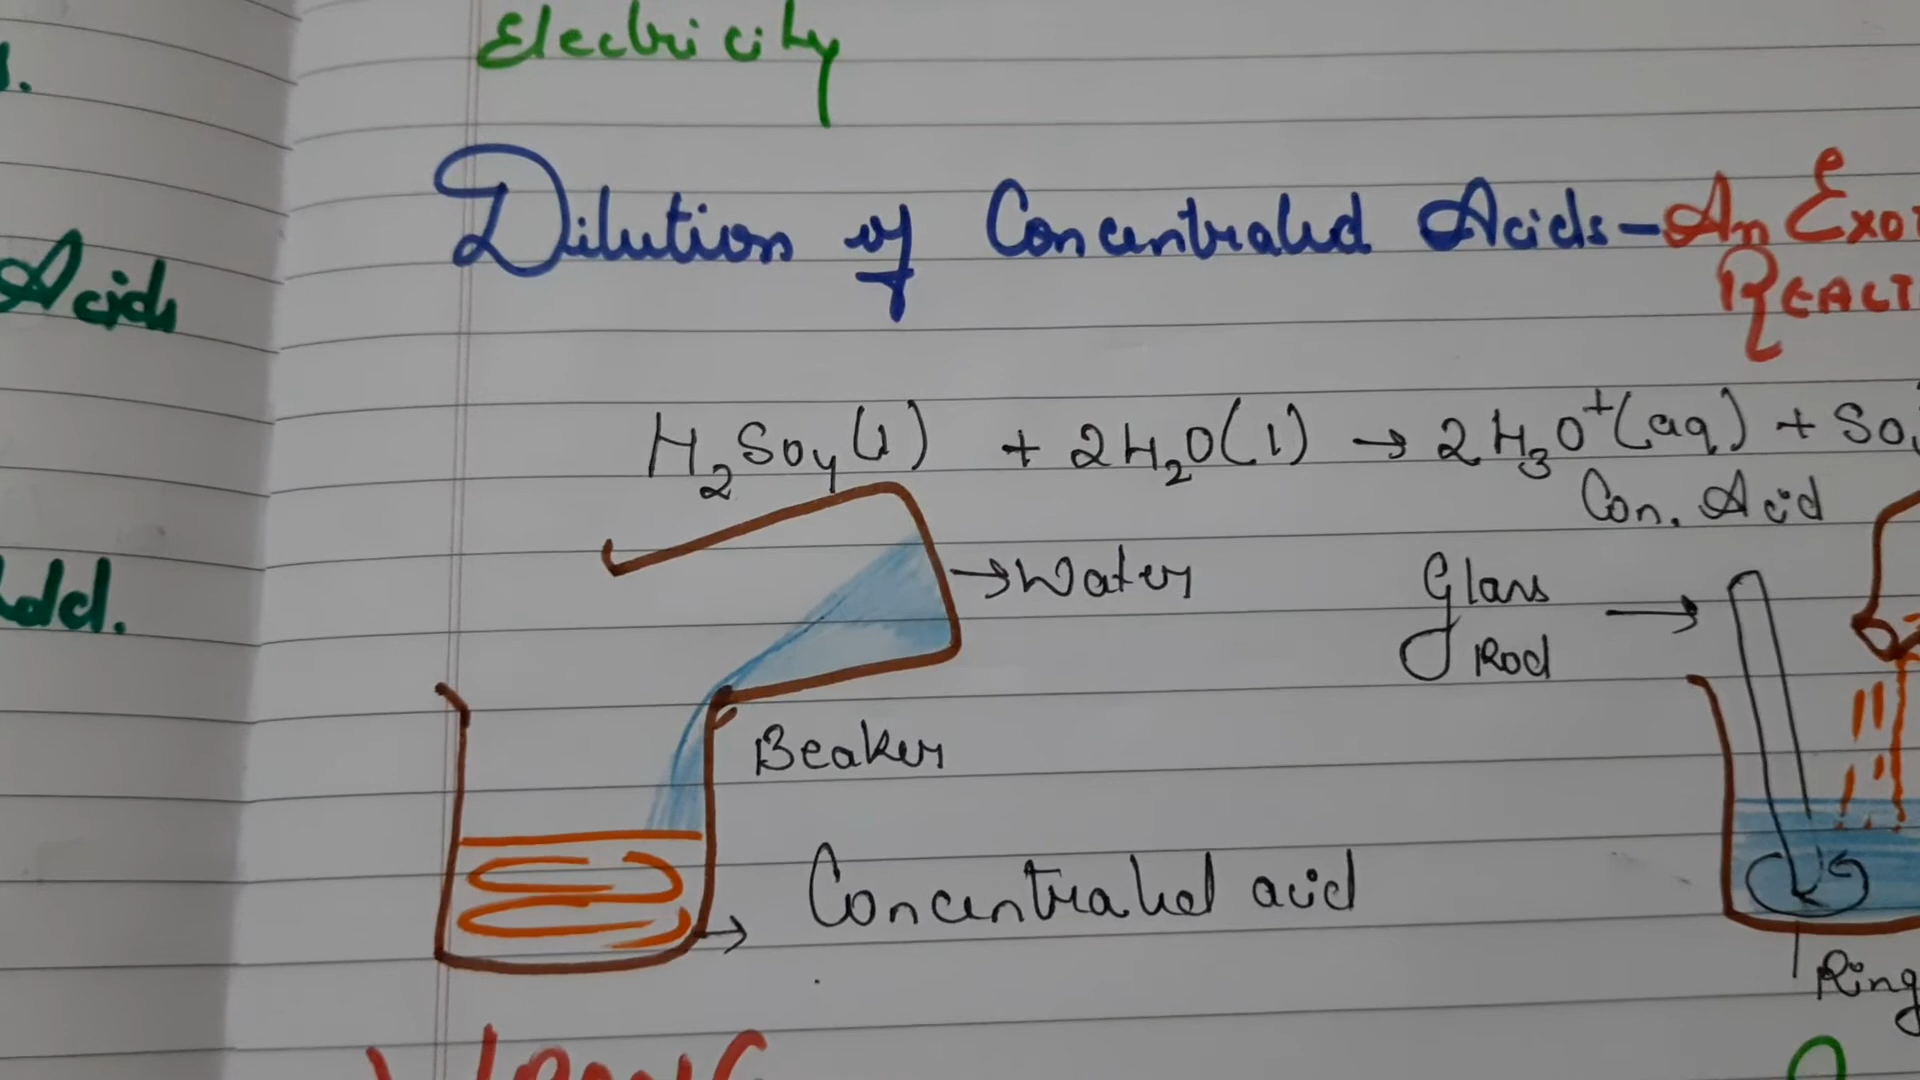 Electricity
Dilution of Concentrated Acids - An Exo
React
Acids
H₂SO₄(l) + 2H₂O(l) → 2H₃O⁺(aq) + SO
Con. Acid
→ Water
Glass
Rod
→
Add.
Beaker
→ Concentrated acid
Ring